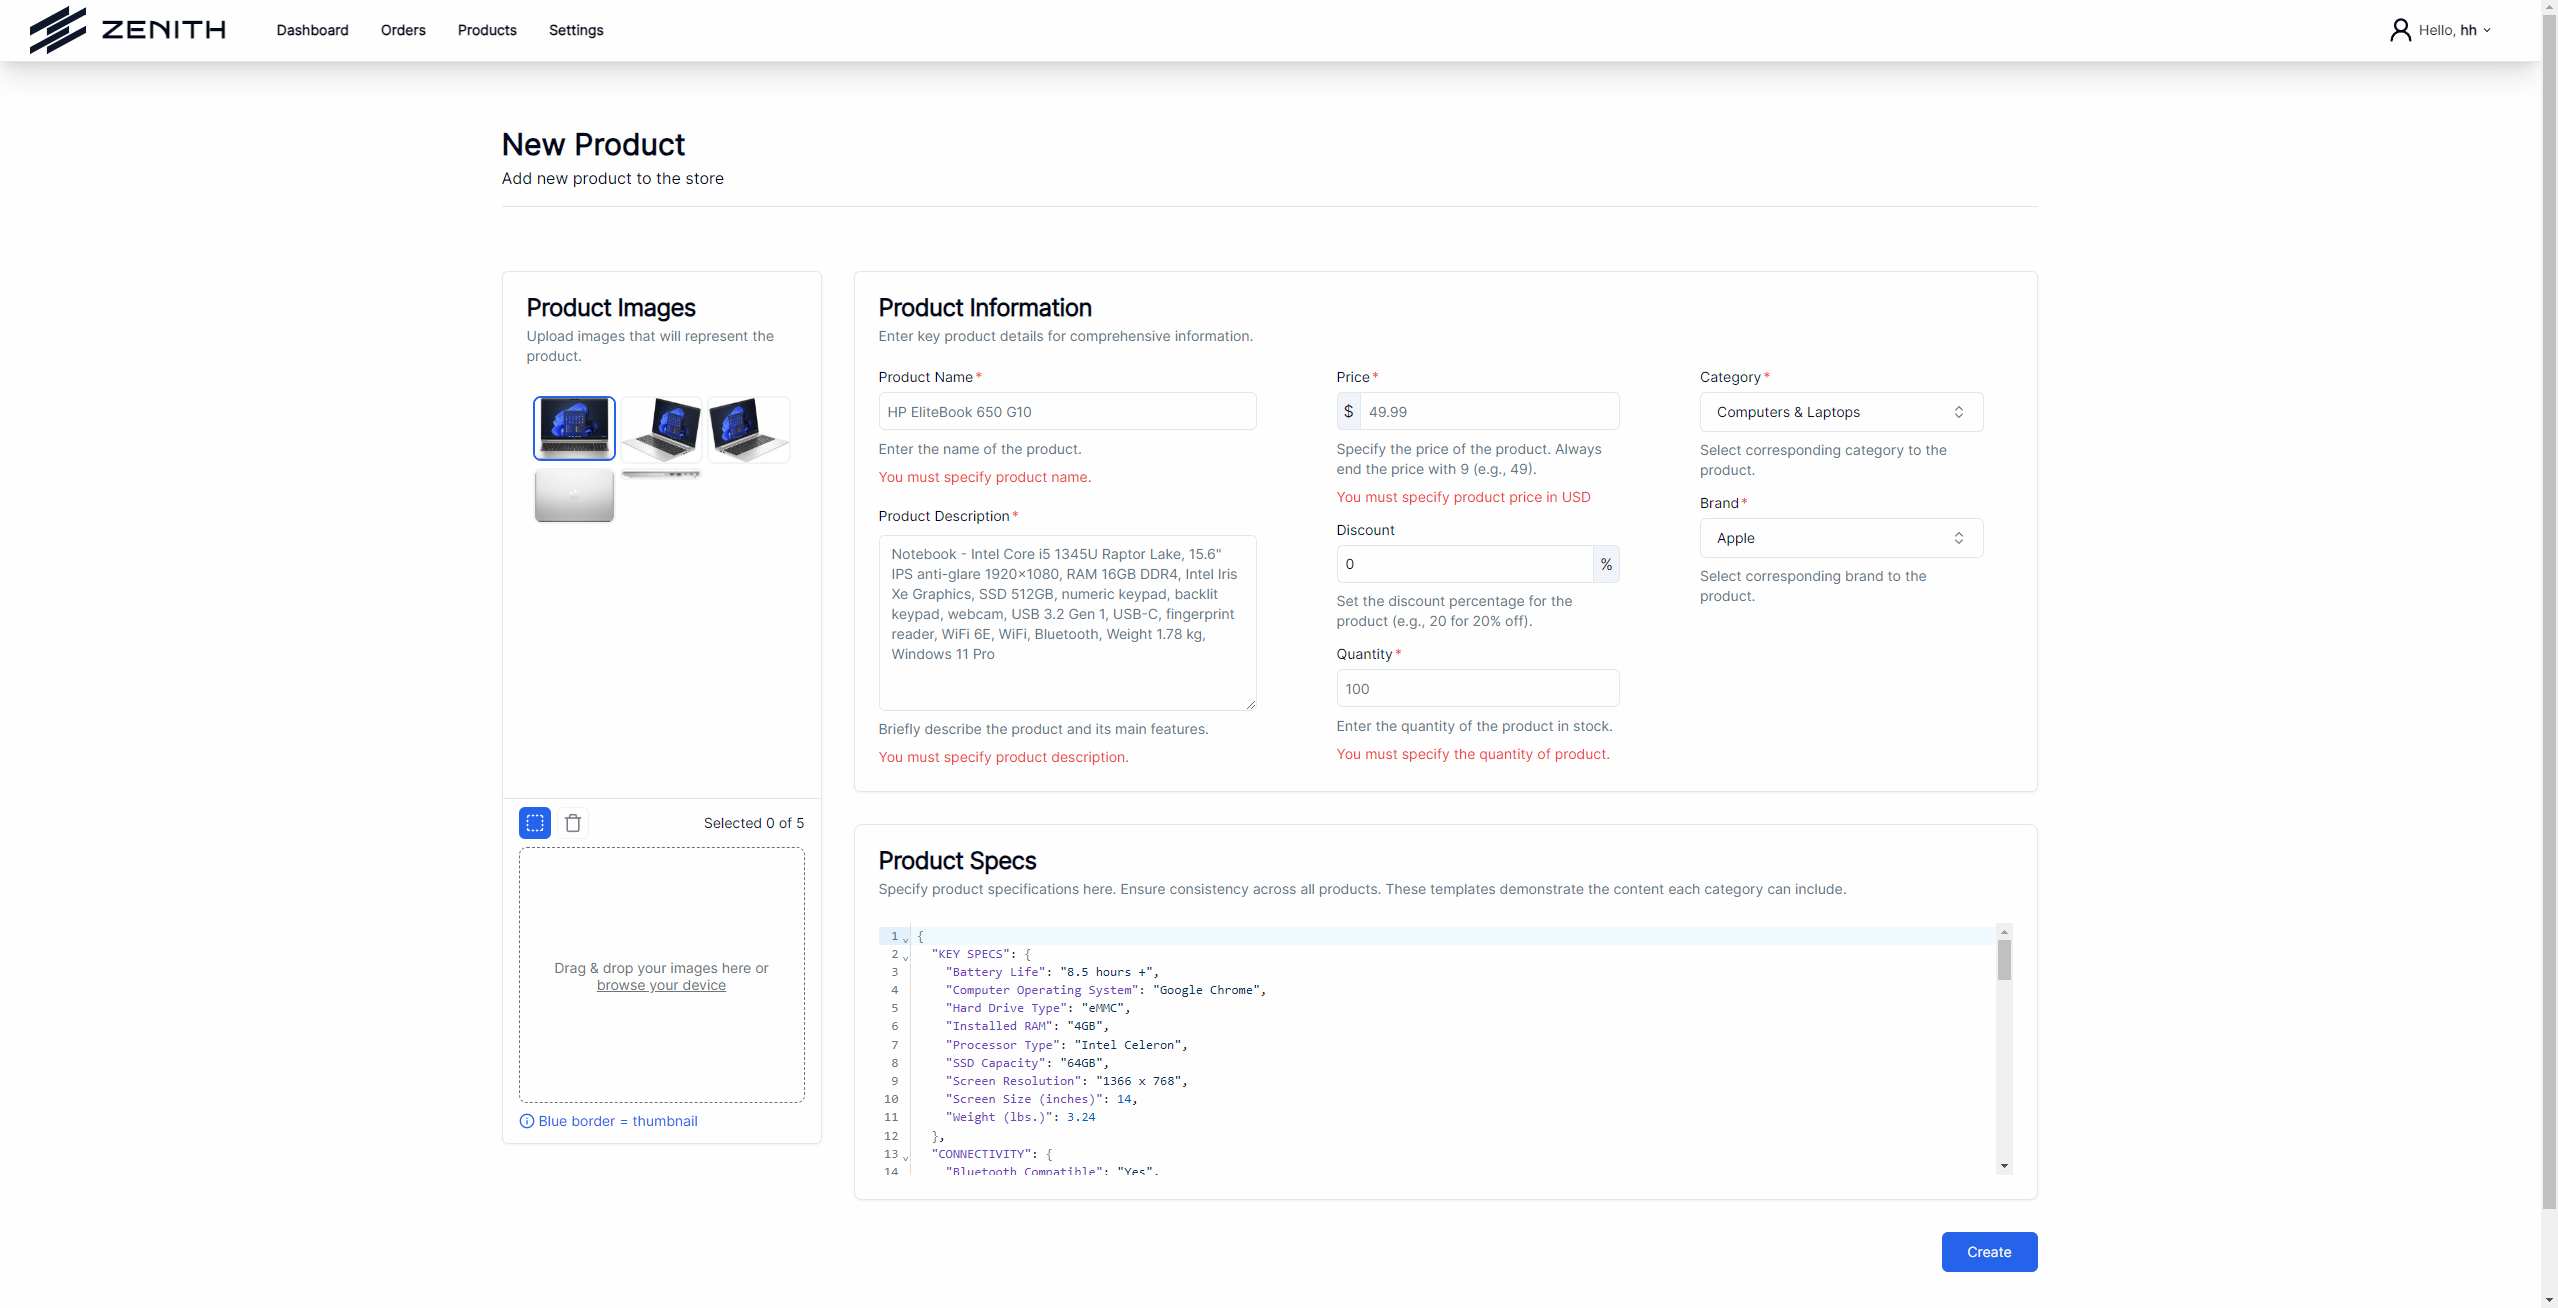 ZENITH
Dashboard
Orders
Products
Settings
Hello, hh
New Product
Add new product to the store
Product Images
Upload images that will represent the
product.
Selected 0 of 5
Drag & drop your images here or
browse your device
Blue border = thumbnail
Product Information
Enter key product details for comprehensive information.
Product Name*
HP EliteBook 650 G10
Enter the name of the product.
You must specify product name.
Product Description*
Notebook - Intel Core i5 1345U Raptor Lake, 15.6"
IPS anti-glare 1920×1080, RAM 16GB DDR4, Intel Iris
Xe Graphics, SSD 512GB, numeric keypad, backlit
keypad, webcam, USB 3.2 Gen 1, USB-C, fingerprint
reader, WiFi 6E, WiFi, Bluetooth, Weight 1.78 kg,
Windows 11 Pro
Briefly describe the product and its main features.
You must specify product description.
Price*
$ 49.99
Specify the price of the product. Always
end the price with 9 (e.g., 49).
You must specify product price in USD
Discount
0 %
Set the discount percentage for the
product (e.g., 20 for 20% off).
Quantity*
100
Enter the quantity of the product in stock.
You must specify the quantity of product.
Category*
Computers & Laptops
Select corresponding category to the
product.
Brand*
Apple
Select corresponding brand to the
product.
Product Specs
Specify product specifications here. Ensure consistency across all products. These templates demonstrate the content each category can include.
1 {
2 "KEY SPECS": {
3 "Battery Life": "8.5 hours +",
4 "Computer Operating System": "Google Chrome",
5 "Hard Drive Type": "eMMC",
6 "Installed RAM": "4GB",
7 "Processor Type": "Intel Celeron",
8 "SSD Capacity": "64GB",
9 "Screen Resolution": "1366 x 768",
10 "Screen Size (inches)": 14,
11 "Weight (lbs.)": 3.24
12 },
13 "CONNECTIVITY": {
14 "Bluetooth Compatible": "Yes",
Create